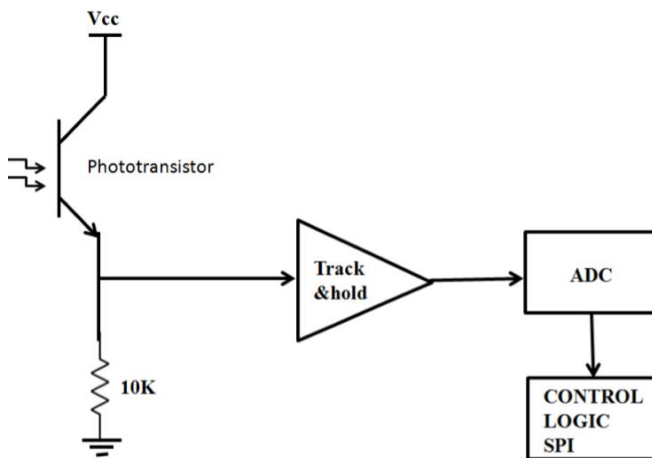 Vcc
Phototransistor
Track
&hold
ADC
10K
CONTROL
LOGIC
SPI